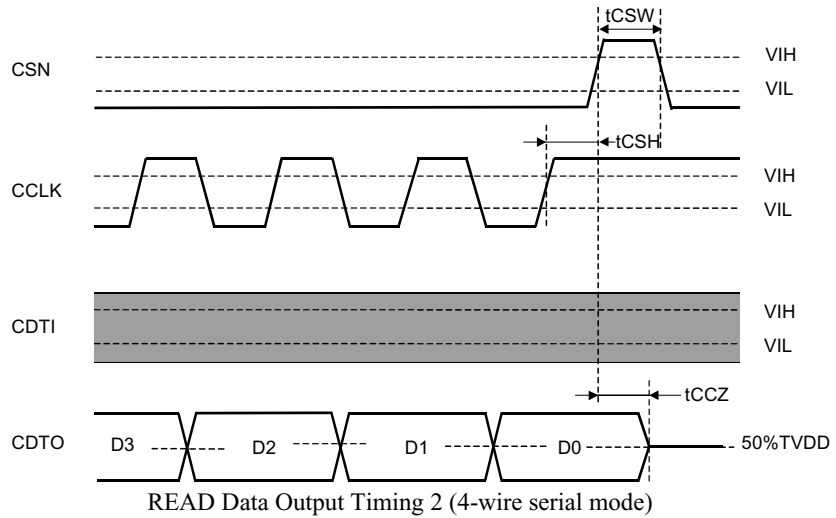 tCSW
CSN
VIH
VIL
tCSH
CCLK
VIH
VIL
CDTI
VIH
VIL
tCCZ
CDTO
D3
D2
D1
D0
50%TVDD
READ Data Output Timing 2 (4-wire serial mode)